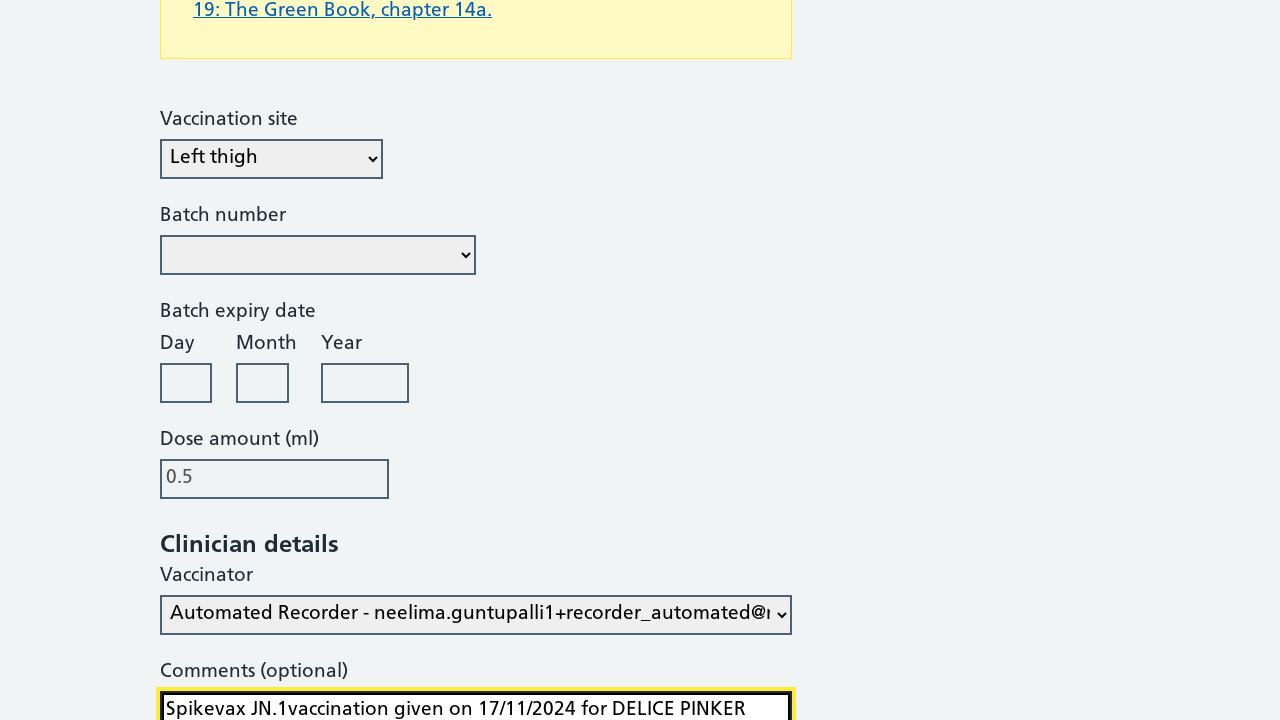 19: The Green Book, chapter 14a.
Vaccination site
Left thigh
Batch number
Batch expiry date
Day Month Year
Dose amount (ml)
0.5
Clinician details
Vaccinator
Automated Recorder - neelima.guntupalli1+recorder_automated@
Comments (optional)
Spikevax JN.1vaccination given on 17/11/2024 for DELICE PINKER